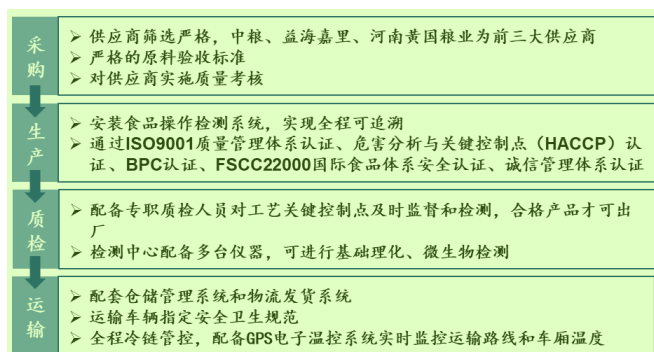 采购
➢ 供应商筛选严格，中粮、益海嘉里、河南黄国粮业为前三大供应商
➢ 严格的原料验收标准
➢ 对供应商实施质量考核
生产
➢ 安装食品操作检测系统，实现全程可追溯
➢ 通过ISO9001质量管理体系认证、危害分析与关键控制点（HACCP）认
证、BPC认证、FSCC22000国际食品体系安全认证、诚信管理体系认证
质检
➢ 配备专职质检人员对工艺关键控制点及时监督和检测，合格产品才可出
厂
➢ 检测中心配备多台仪器，可进行基础理化、微生物检测
运输
➢ 配套仓储管理系统和物流发货系统
➢ 运输车辆指定安全卫生规范
➢ 全程冷链管控，配备GPS电子温控系统实时监控运输路线和车厢温度